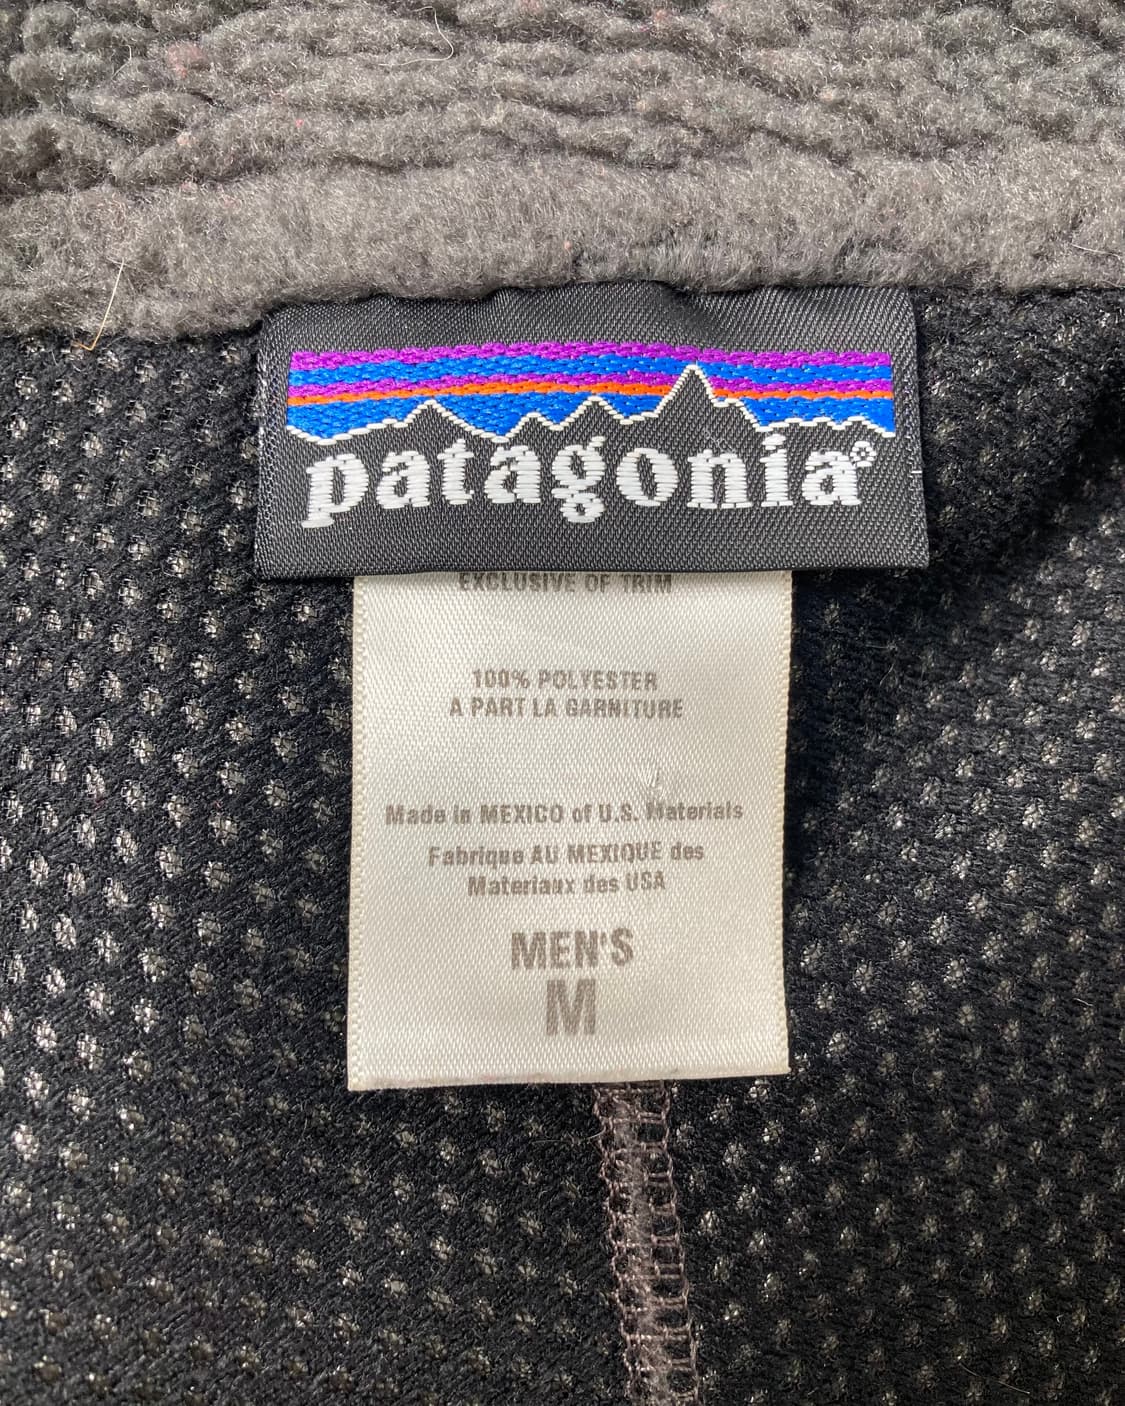 patagonia®
EXCLUSIVE OF TRIM
100% POLYESTER
A PART LA GARNITURE
Made in MEXICO of U.S. Materials
Fabrique AU MEXIQUE des
Materiaux des USA
MEN'S
M